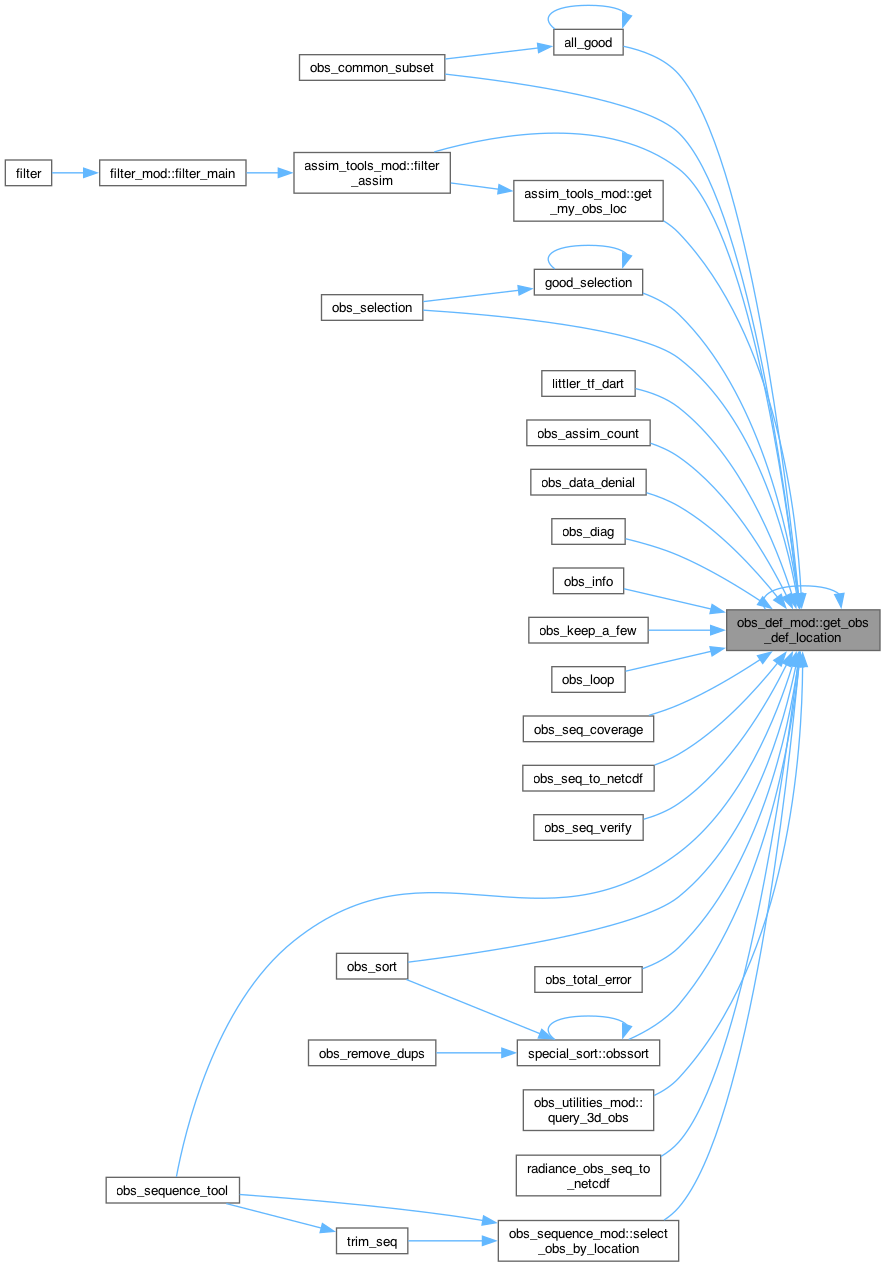 all_good
obs_common_subset
assim_tools_mod::filter
_assim
filter_mod::filter_main
filter
assim_tools_mod::get
_my_obs_loc
good_selection
obs_selection
littler_tf_dart
obs_assim_count
obs_data_denial
obs_diag
obs_info
obs_def_mod::get_obs
_def_location
obs_keep_a_few
obs_loop
obs_seq_coverage
obs_seq_to_netcdf
obs_seq_verify
obs_sort
obs_total_error
obs_remove_dups
special_sort::obssort
obs_utilities_mod::
query_3d_obs
radiance_obs_seq_to
_netcdf
obs_sequence_tool
trim_seq
obs_sequence_mod::select
_obs_by_location